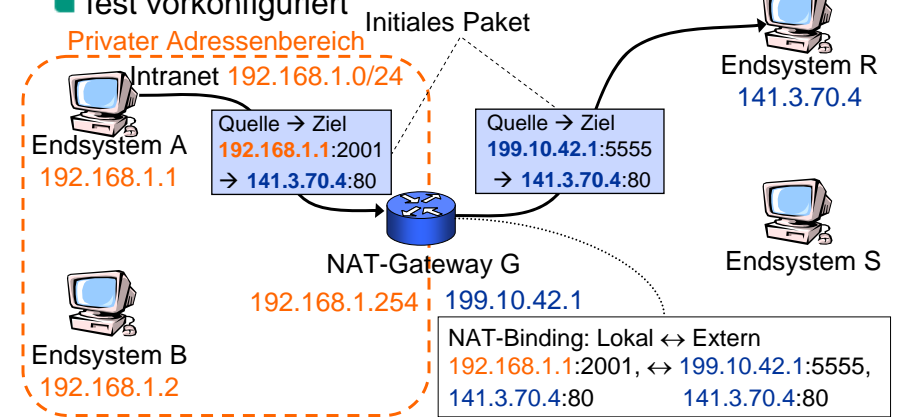 fest vorkonfiguriert
Initiales Paket
Privater Adressenbereich
Intranet 192.168.1.0/24
Endsystem R
141.3.70.4
Quelle → Ziel
192.168.1.1:2001
→ 141.3.70.4:80
Quelle → Ziel
199.10.42.1:5555
→ 141.3.70.4:80
Endsystem A
192.168.1.1
NAT-Gateway G
192.168.1.254 199.10.42.1
Endsystem S
Endsystem B
192.168.1.2
NAT-Binding: Lokal ↔ Extern
192.168.1.1:2001, ↔ 199.10.42.1:5555,
141.3.70.4:80 141.3.70.4:80